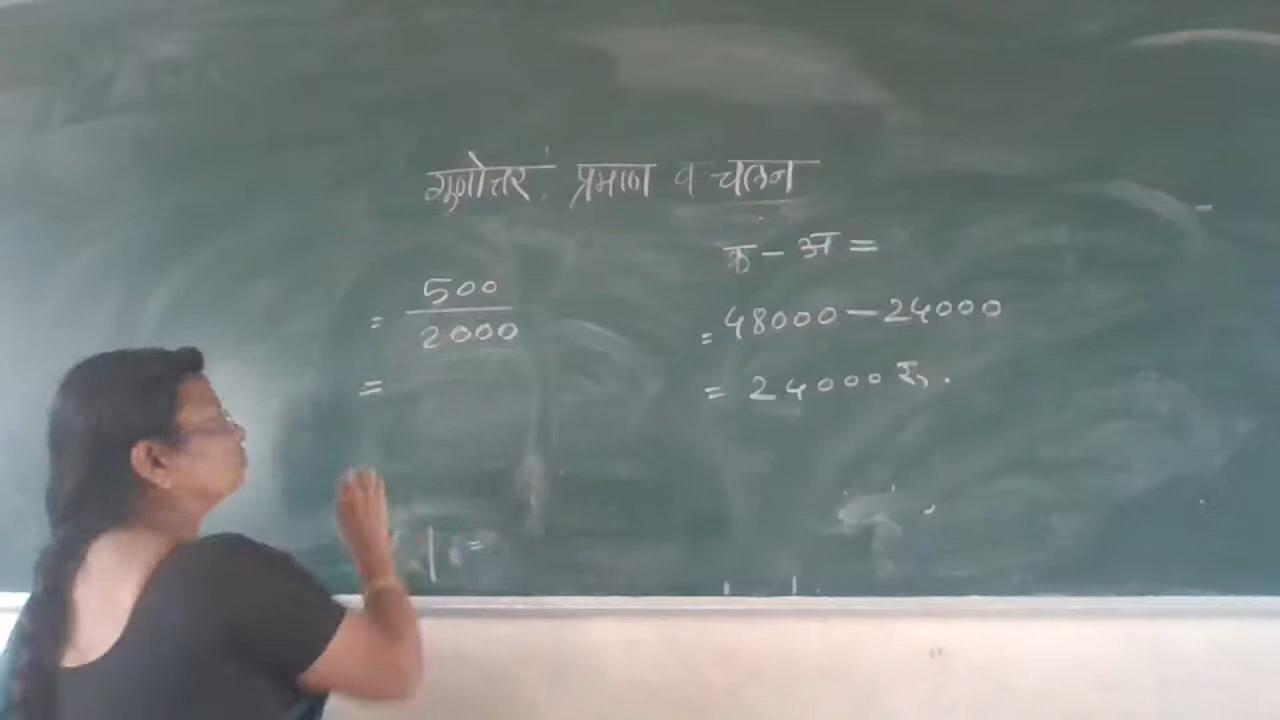 गुणोत्तर, प्रमाण व चलन
= 500
2000
=
क - अ =
= 48000 - 24000
= 24000 रु.